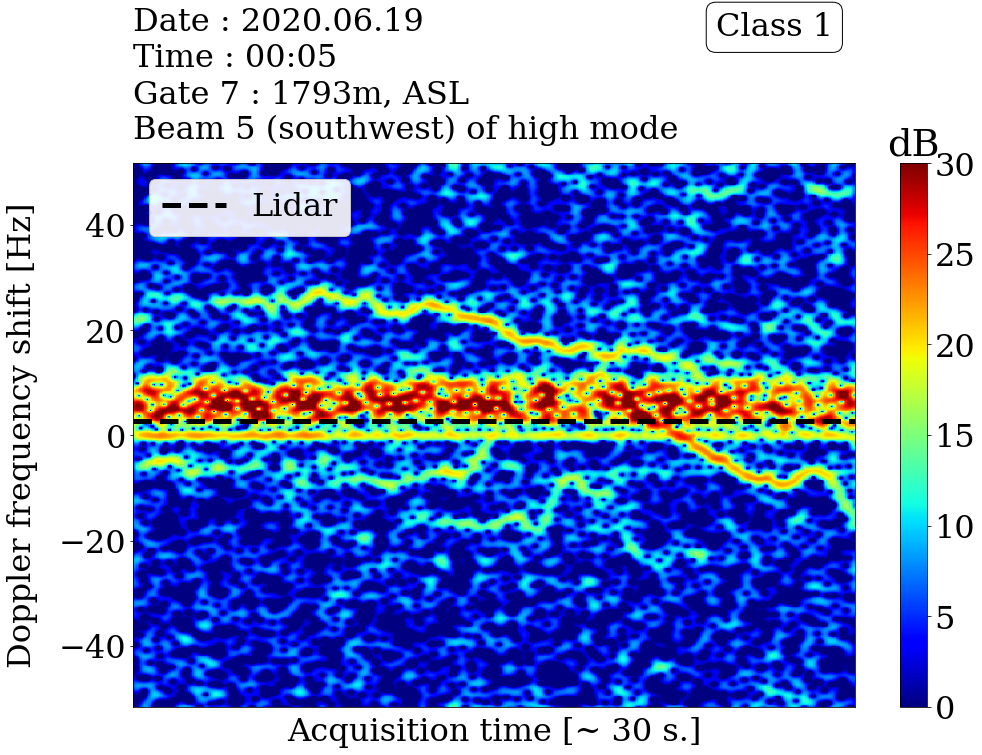 Date : 2020.06.19
Time : 00:05
Gate 7 : 1793m, ASL
Beam 5 (southwest) of high mode
Class 1
dB
Lidar
Doppler frequency shift [Hz]
40
20
0
−20
−40
Acquisition time [~ 30 s.]
30
25
20
15
10
5
0